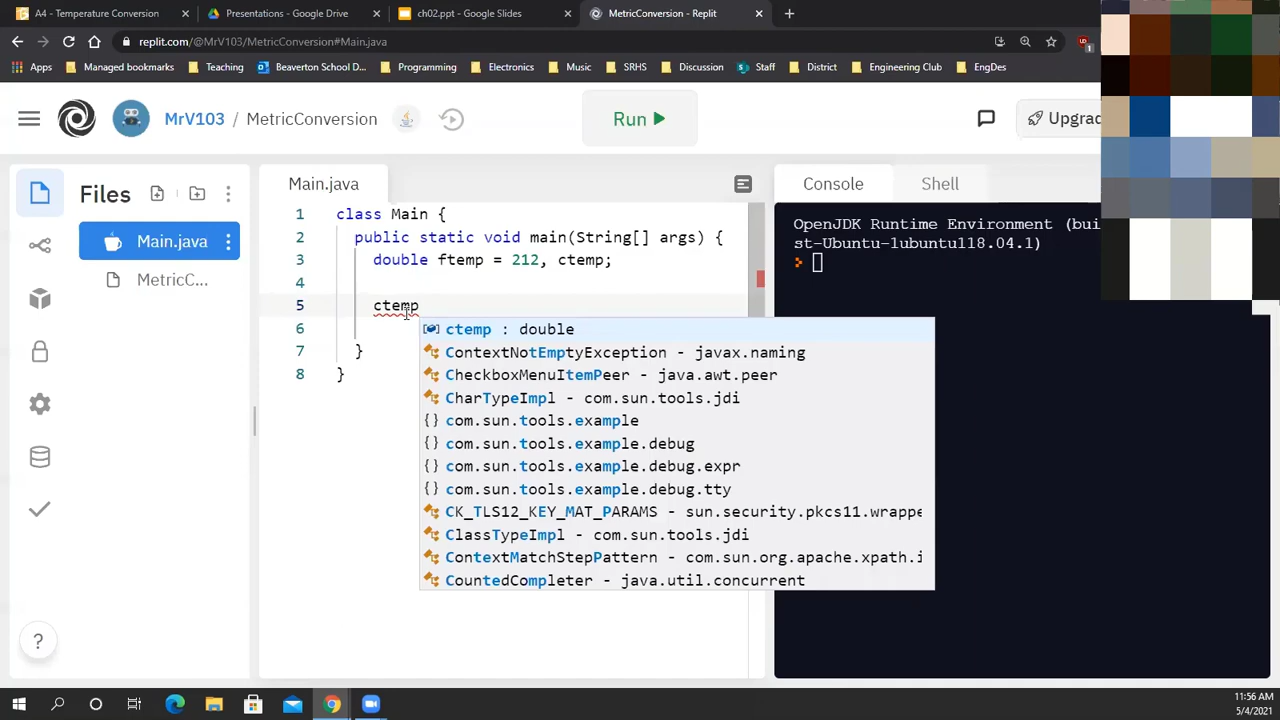 A4 - Temperature Conversion
Presentations - Google Drive
ch02.ppt - Google Slides
MetricConversion - Replit
replit.com/@MrV103/MetricConversion#Main.java
Apps
Managed bookmarks
Teaching
Beaverton School D...
Programming
Electronics
Music
SRHS
Discussion
Staff
District
Engineering Club
EngDes
1
MrV103 / MetricConversion
Run
Upgrad
Files
Main.java
Console
Shell
Main.java
MetricC...
1 class Main {
2 public static void main(String[] args) {
3 double ftemp = 212, ctemp;
4
5 ctemp
6
7 }
8 }
ctemp : double
ContextNotEmptyException - javax.naming
CheckboxMenuItemPeer - java.awt.peer
CharTypeImpl - com.sun.tools.jdi
{} com.sun.tools.example
{} com.sun.tools.example.debug
{} com.sun.tools.example.debug.expr
{} com.sun.tools.example.debug.tty
CK_TLS12_KEY_MAT_PARAMS - sun.security.pkcs11.wrappe
ClassTypeImpl - com.sun.tools.jdi
ContextMatchStepPattern - com.sun.org.apache.xpath.i
CountedCompleter - java.util.concurrent
OpenJDK Runtime Environment (bui
st-Ubuntu-1ubuntu118.04.1)
?
11:56 AM
5/4/2021